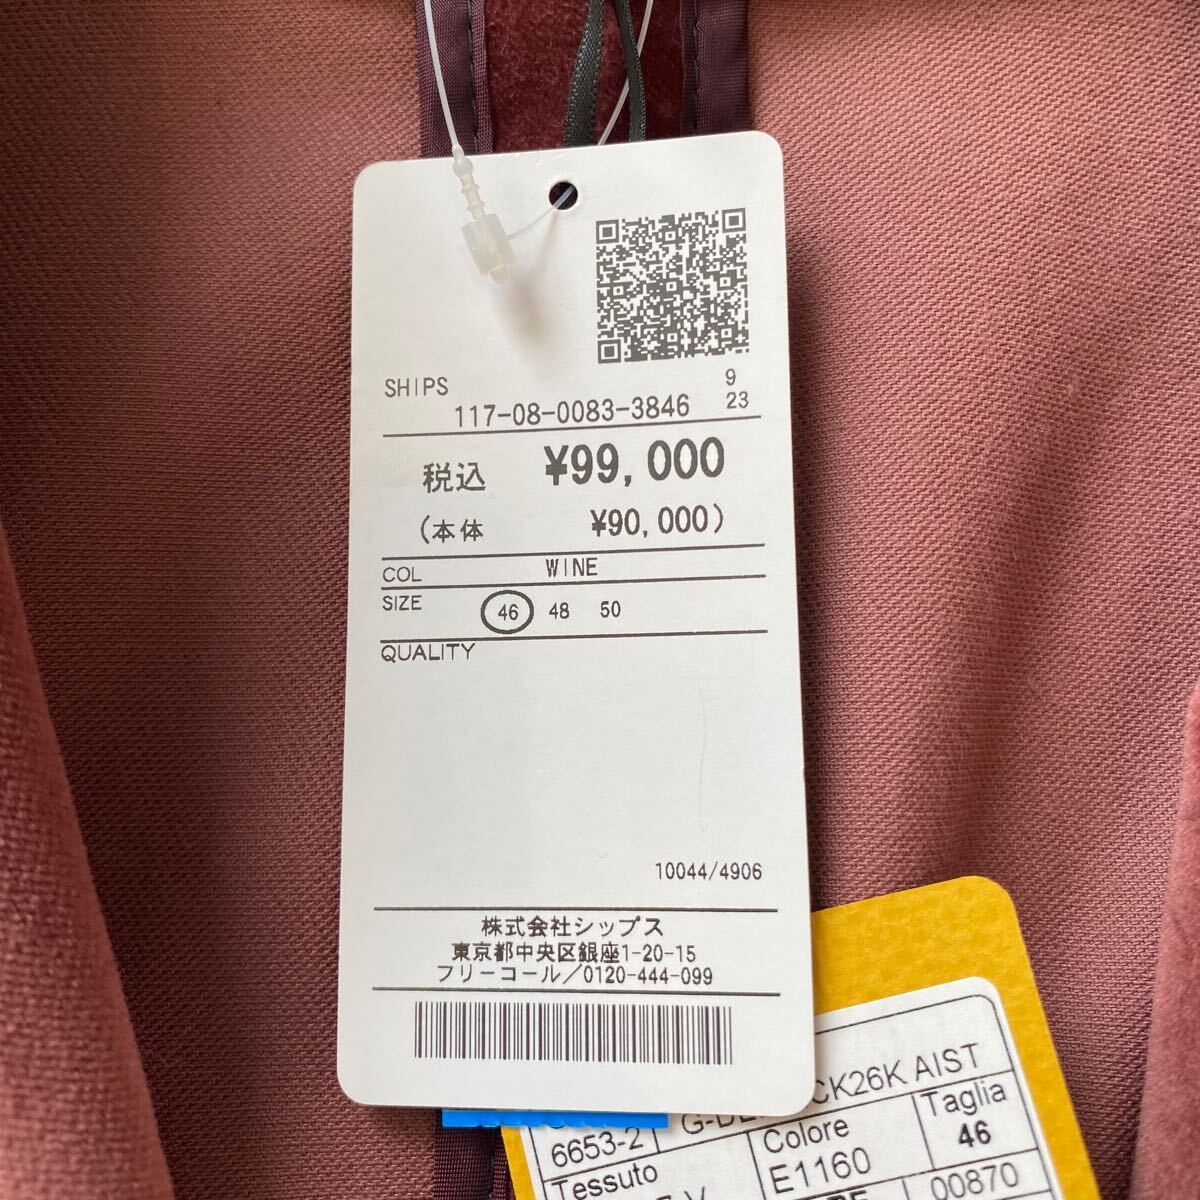 SHIPS
9
23
117-08-0083-3846
税込 ¥99,000
(本体 ¥90,000)
COL WINE
SIZE 46 48 50
QUALITY
10044/4906
株式会社シップス
東京都中央区銀座1-20-15
フリーコール/0120-444-099
CK26K AIST
6653-2
Colore
E1160
Taglia
46
Tessuto
00870